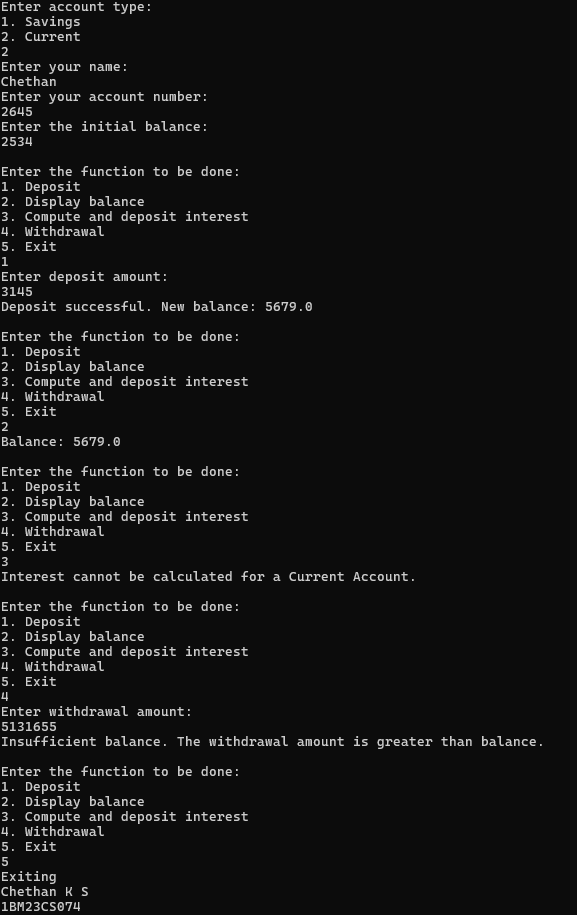 Enter account type:
1. Savings
2. Current
2
Enter your name:
Chethan
Enter your account number:
2645
Enter the initial balance:
2534

Enter the function to be done:
1. Deposit
2. Display balance
3. Compute and deposit interest
4. Withdrawal
5. Exit
1
Enter deposit amount:
3145
Deposit successful. New balance: 5679.0

Enter the function to be done:
1. Deposit
2. Display balance
3. Compute and deposit interest
4. Withdrawal
5. Exit
2
Balance: 5679.0

Enter the function to be done:
1. Deposit
2. Display balance
3. Compute and deposit interest
4. Withdrawal
5. Exit
3
Interest cannot be calculated for a Current Account.

Enter the function to be done:
1. Deposit
2. Display balance
3. Compute and deposit interest
4. Withdrawal
5. Exit
4
Enter withdrawal amount:
5131655
Insufficient balance. The withdrawal amount is greater than balance.

Enter the function to be done:
1. Deposit
2. Display balance
3. Compute and deposit interest
4. Withdrawal
5. Exit
5
Exiting
Chethan K S
1BM23CS074